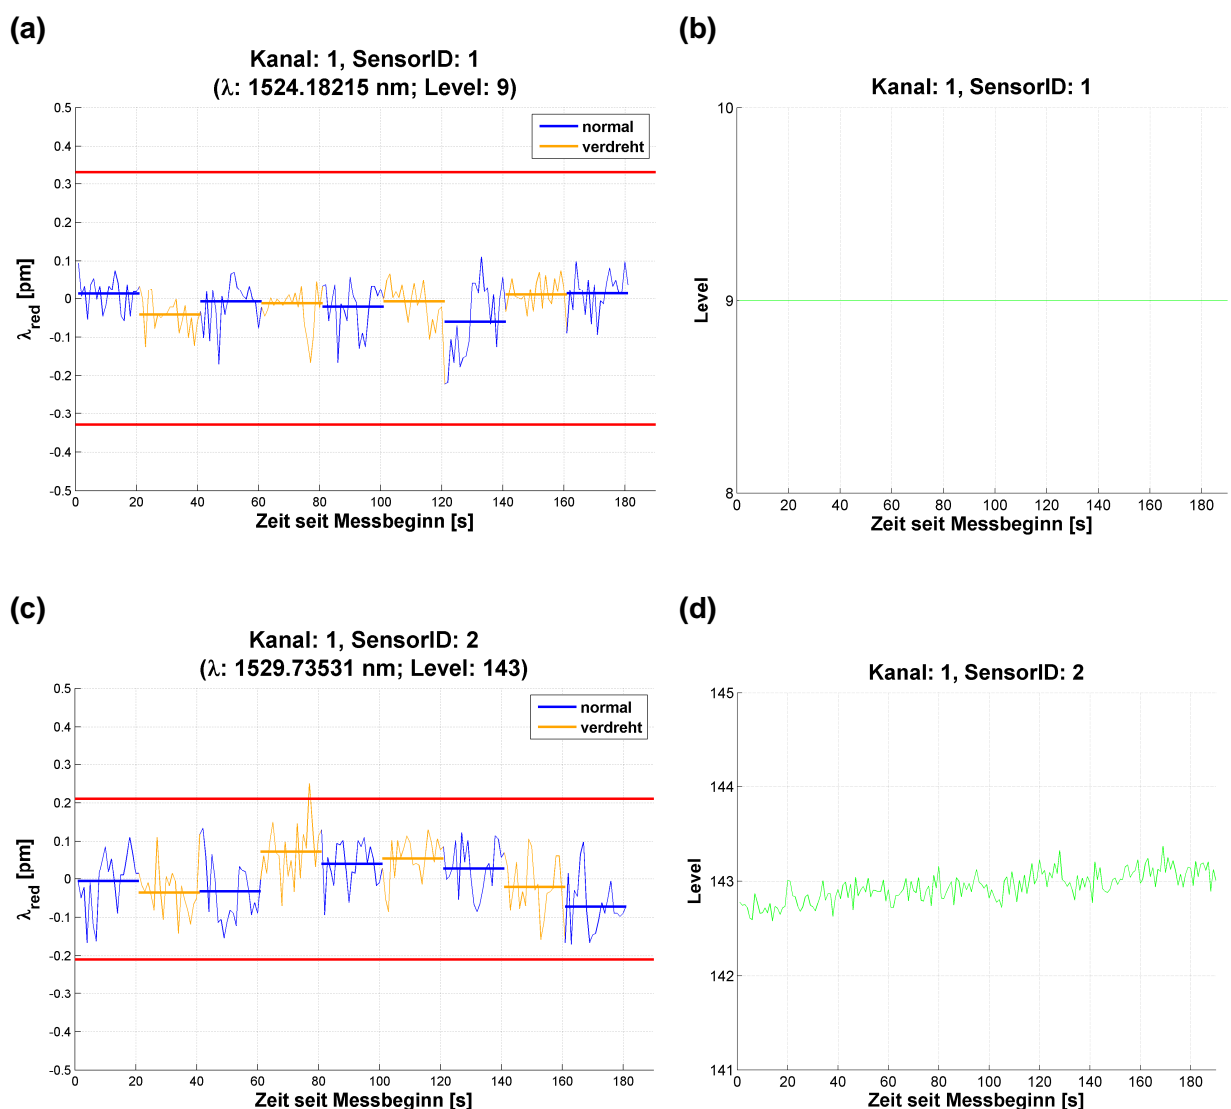 (a)
Kanal: 1, SensorID: 1
(λ: 1524.18215 nm; Level: 9)
0.5
0.4
0.3
0.2
0.1
0
-0.1
-0.2
-0.3
-0.4
-0.5
λred [pm]
normal
verdreht
0 20 40 60 80 100 120 140 160 180
Zeit seit Messbeginn [s]
(b)
Kanal: 1, SensorID: 1
10
9
8
Level
0 20 40 60 80 100 120 140 160 180
Zeit seit Messbeginn [s]
(c)
Kanal: 1, SensorID: 2
(λ: 1529.73531 nm; Level: 143)
0.5
0.4
0.3
0.2
0.1
0
-0.1
-0.2
-0.3
-0.4
-0.5
λred [pm]
normal
verdreht
0 20 40 60 80 100 120 140 160 180
Zeit seit Messbeginn [s]
(d)
Kanal: 1, SensorID: 2
145
144
143
142
141
Level
0 20 40 60 80 100 120 140 160 180
Zeit seit Messbeginn [s]